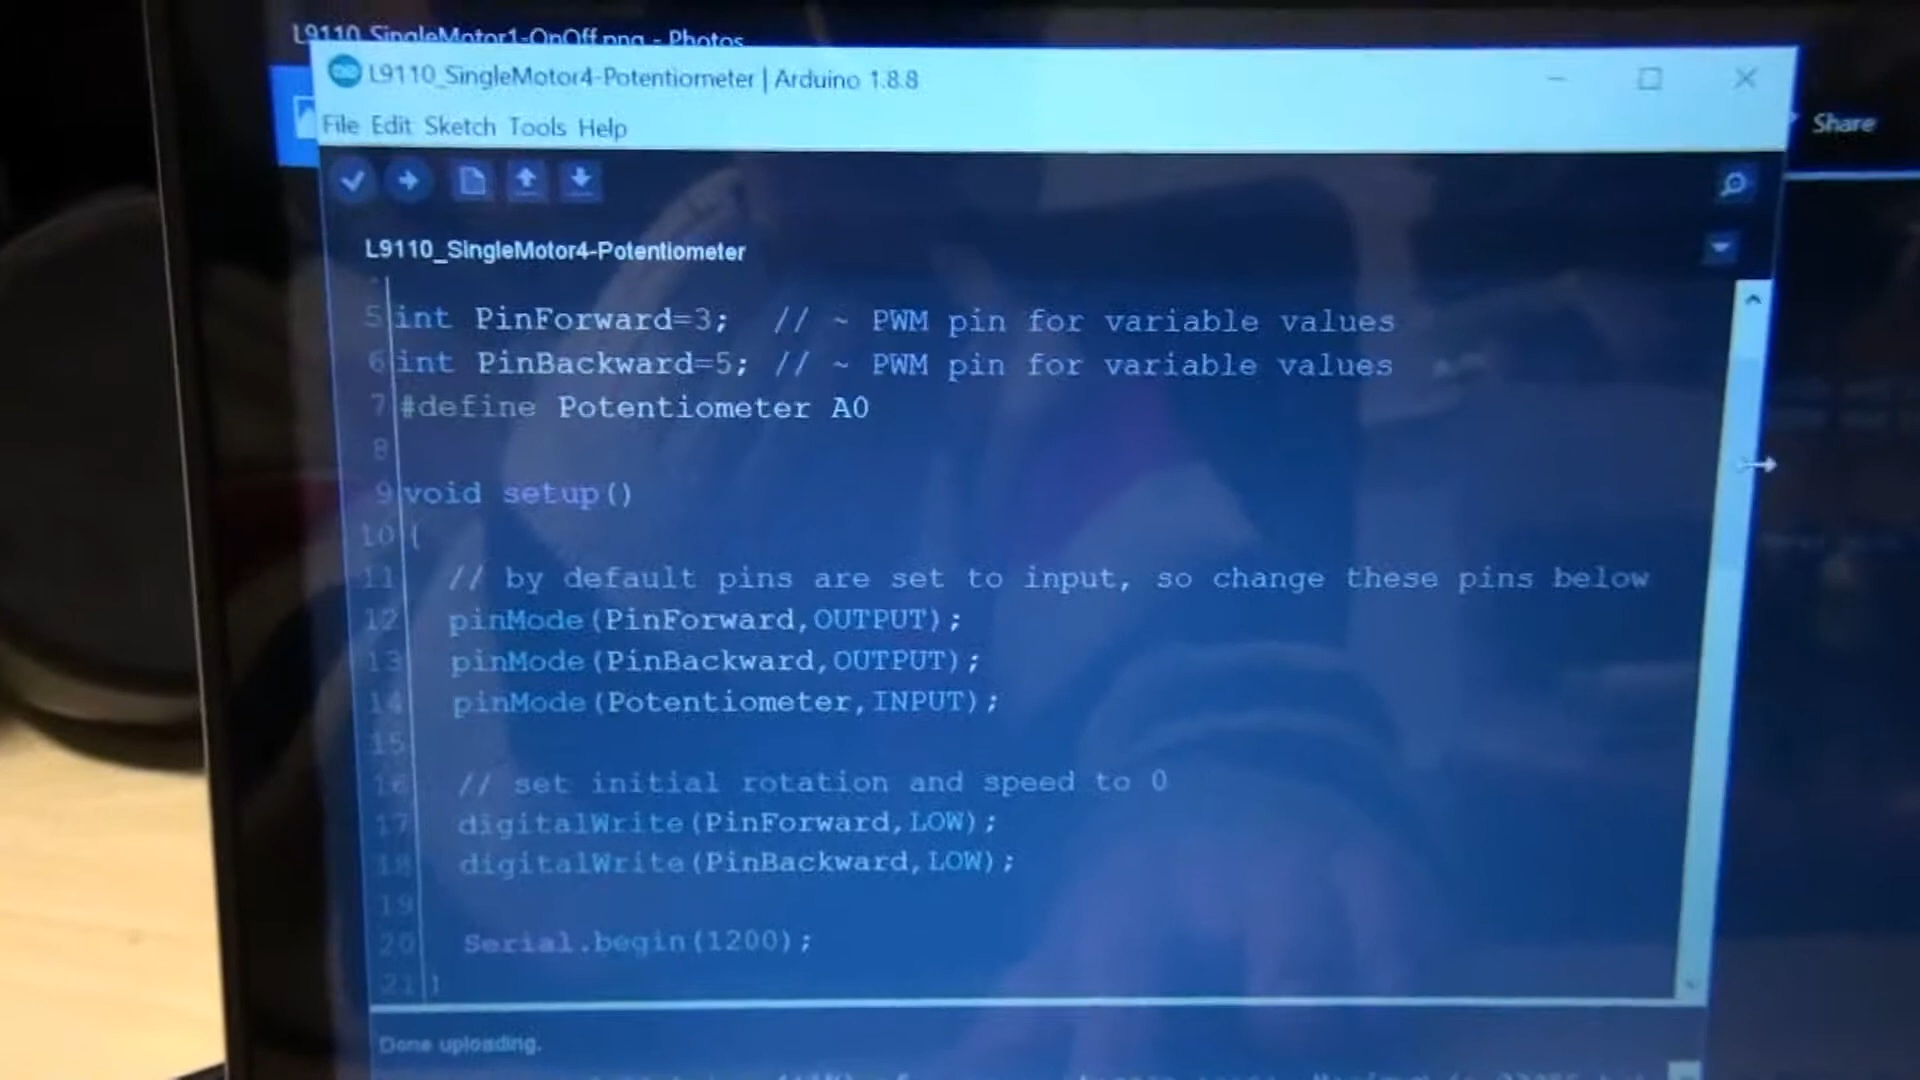 L9110_SingleMotor1-OnOff.png - Photos
L9110_SingleMotor4-Potentiometer | Arduino 1.8.8
File Edit Sketch Tools Help
Share
L9110_SingleMotor4-Potentiometer
5 int PinForward=3; // ~ PWM pin for variable values
6 int PinBackward=5; // ~ PWM pin for variable values
7 #define Potentiometer A0
8
9 void setup()
10 {
11 // by default pins are set to input, so change these pins below
12 pinMode(PinForward,OUTPUT);
13 pinMode(PinBackward,OUTPUT);
14 pinMode(Potentiometer,INPUT);
15
16 // set initial rotation and speed to 0
17 digitalWrite(PinForward,LOW);
18 digitalWrite(PinBackward,LOW);
19
20 Serial.begin(1200);
21 }
Done uploading.